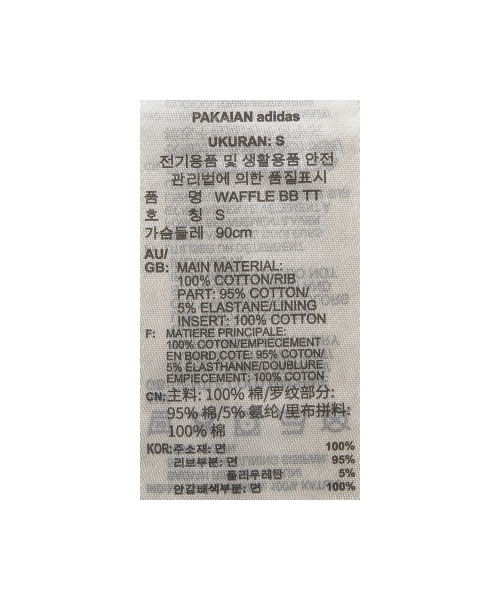 PAKAIAN adidas
UKURAN: S
전기용품 및 생활용품 안전
관리법에 의한 품질표시
품 명 WAFFLE BB TT
호 칭 S
가슴둘레 90cm
AU/
GB: MAIN MATERIAL:
100% COTTON/RIB
PART: 95% COTTON/
5% ELASTANE/LINING
INSERT: 100% COTTON
F: MATIERE PRINCIPALE:
100% COTON/EMPIECEMENT
EN BORD COTE: 95% COTON/
5% ELASTHANNE/DOUBLURE
EMPIECEMENT: 100% COTON
CN: 主料: 100% 棉/罗纹部分:
95% 棉/5% 氨纶/里布拼料:
100% 棉
KOR: 주소재: 면 100%
리브부분: 면 95%
폴리우레탄 5%
안감배색부분: 면 100%